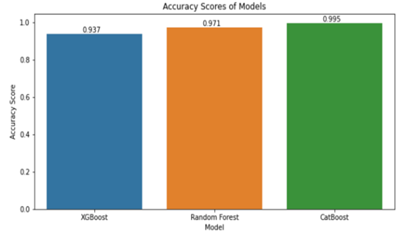 Accuracy Scores of Models
1.0
0.8
0.6
0.4
0.2
0.0
Accuracy Score
0.937
0.971
0.995
XGBoost
Random Forest
CatBoost
Model